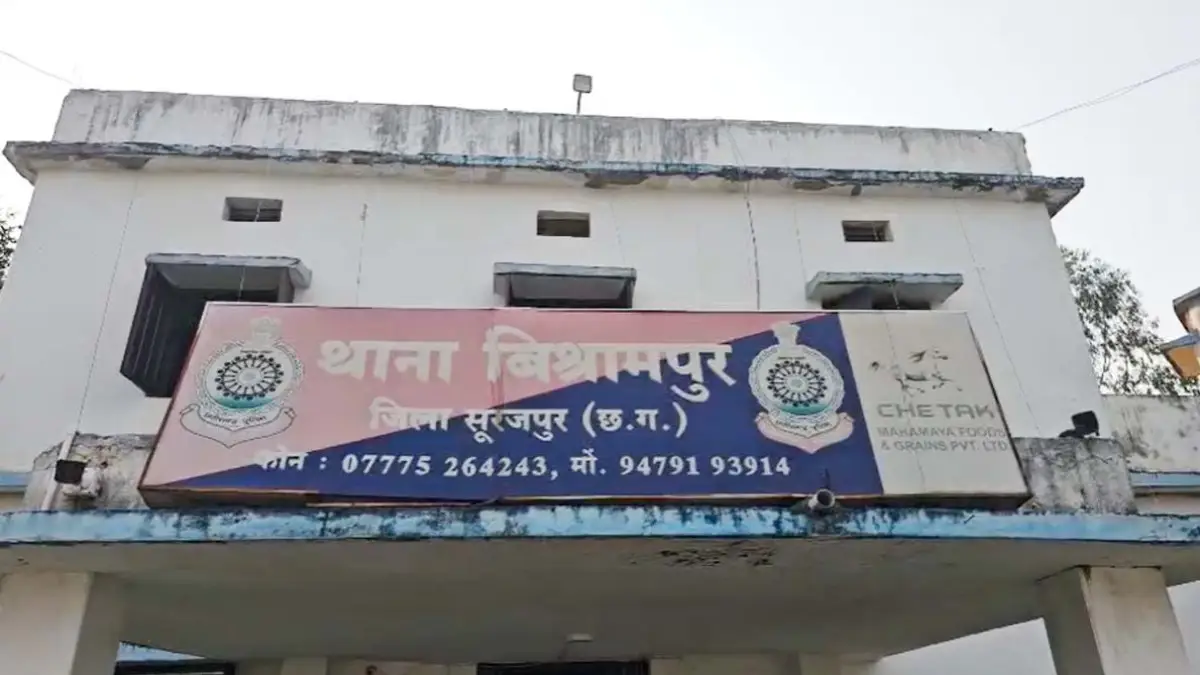 थाना बिश्रामपुर
जिला सूरजपुर (छ.ग.)
फोन : 07775 264243, मों. 94791 93914
CHETAK
MAHAMAYA FOODS
& GRAINS PVT. LTD